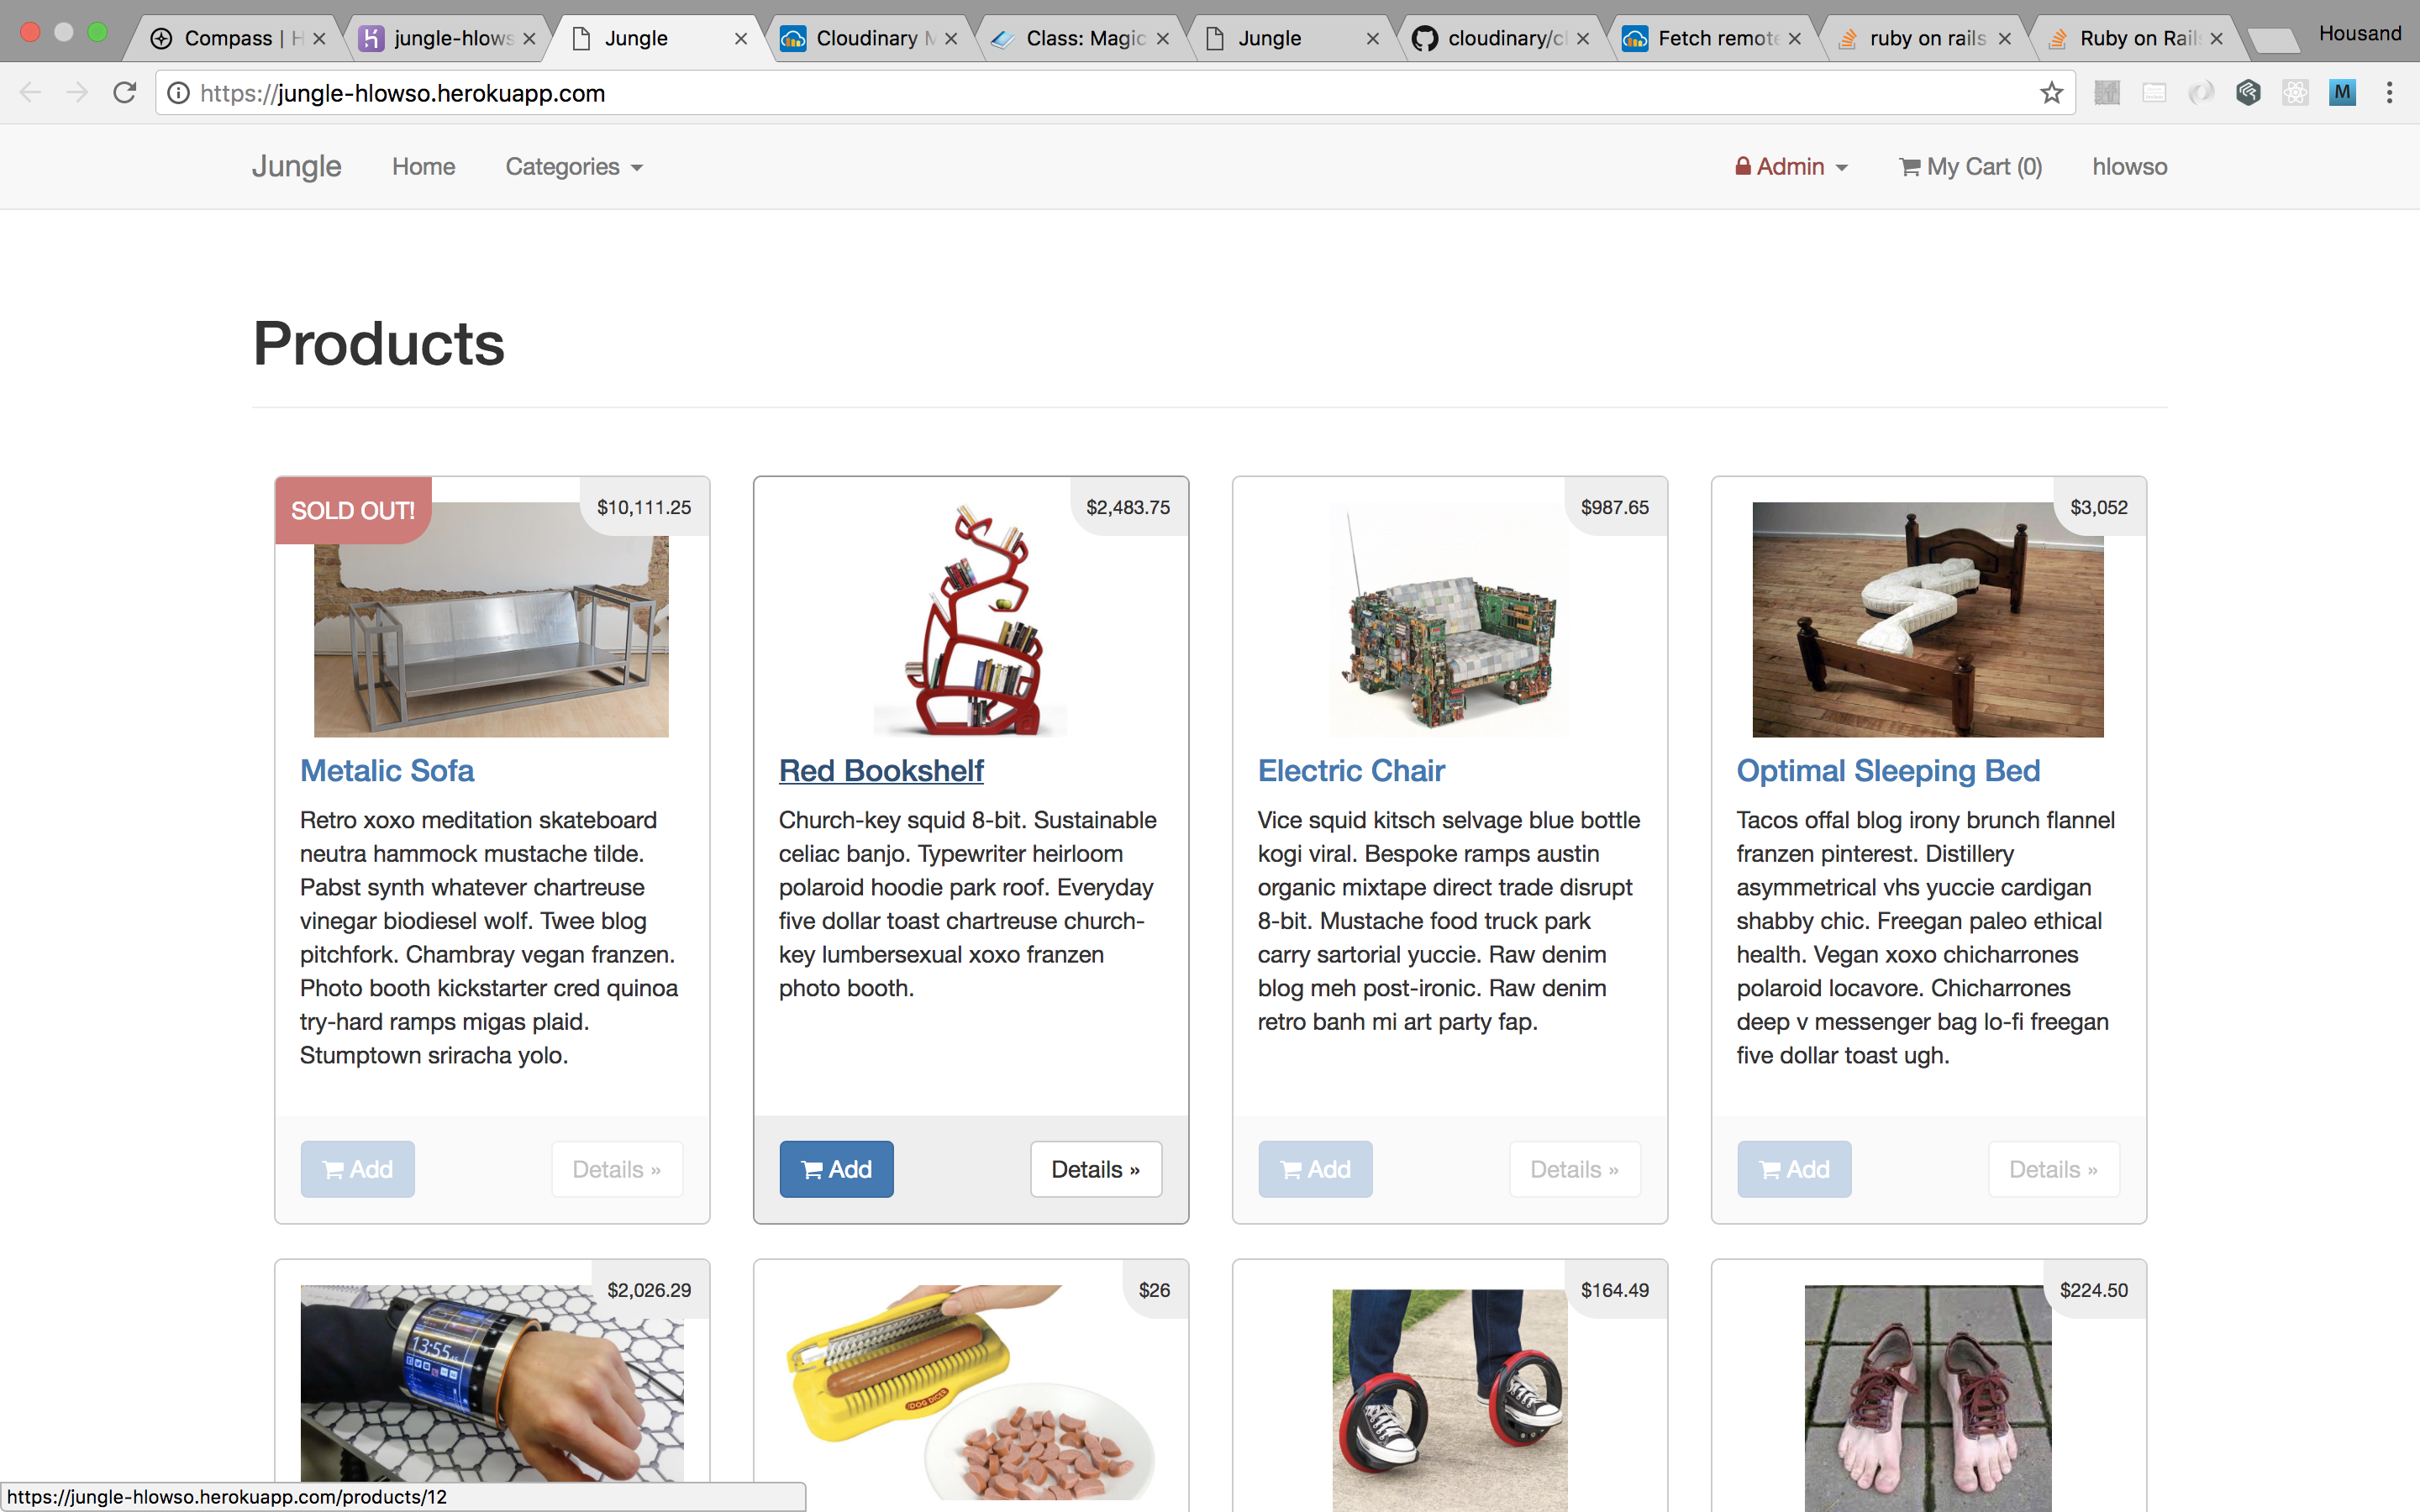 Compass | H
jungle-hlows
Jungle
Cloudinary M
Class: Magic
Jungle
cloudinary/cl
Fetch remote
ruby on rails
Ruby on Rails
Housand
https://jungle-hlowso.herokuapp.com
M
Jungle
Home
Categories
Admin
My Cart (0)
hlowso
Products
SOLD OUT!
$10,111.25
Metalic Sofa
Retro xoxo meditation skateboard
neutra hammock mustache tilde.
Pabst synth whatever chartreuse
vinegar biodiesel wolf. Twee blog
pitchfork. Chambray vegan franzen.
Photo booth kickstarter cred quinoa
try-hard ramps migas plaid.
Stumptown sriracha yolo.
Add
Details »
$2,483.75
Red Bookshelf
Church-key squid 8-bit. Sustainable
celiac banjo. Typewriter heirloom
polaroid hoodie park roof. Everyday
five dollar toast chartreuse church-
key lumbersexual xoxo franzen
photo booth.
Add
Details »
$987.65
Electric Chair
Vice squid kitsch selvage blue bottle
kogi viral. Bespoke ramps austin
organic mixtape direct trade disrupt
8-bit. Mustache food truck park
carry sartorial yuccie. Raw denim
blog meh post-ironic. Raw denim
retro banh mi art party fap.
Add
Details »
$3,052
Optimal Sleeping Bed
Tacos offal blog irony brunch flannel
franzen pinterest. Distillery
asymmetrical vhs yuccie cardigan
shabby chic. Freegan paleo ethical
health. Vegan xoxo chicharrones
polaroid locavore. Chicharrones
deep v messenger bag lo-fi freegan
five dollar toast ugh.
Add
Details »
$2,026.29
13:55
$26
DOG DICER
$164.49
$224.50
https://jungle-hlowso.herokuapp.com/products/12